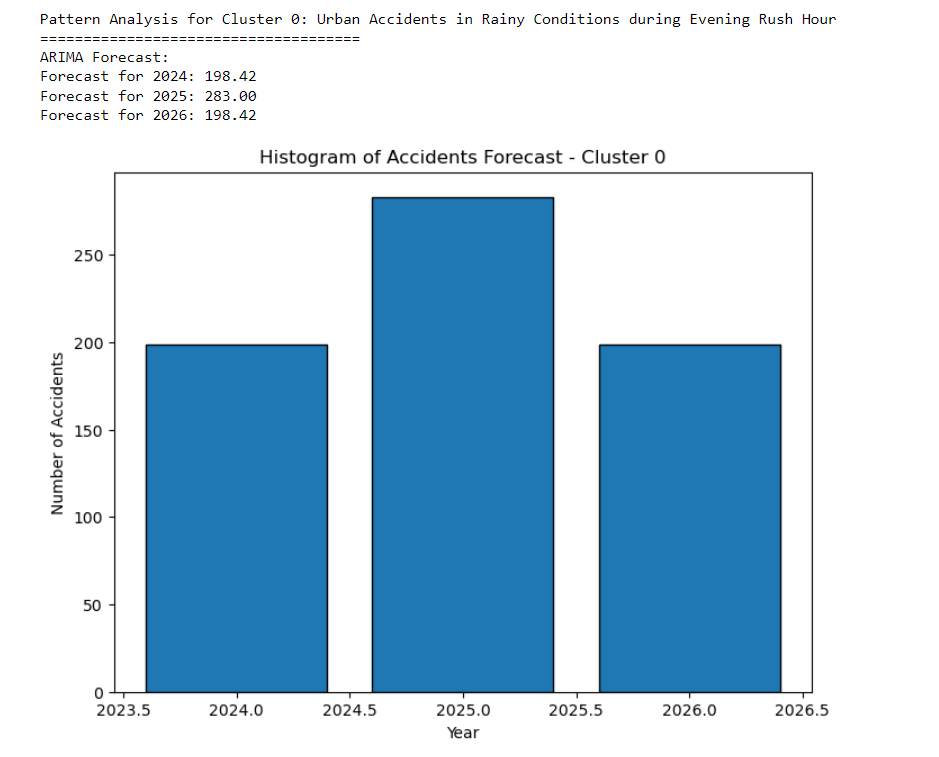 Pattern Analysis for Cluster 0: Urban Accidents in Rainy Conditions during Evening Rush Hour
=====================================
ARIMA Forecast:
Forecast for 2024: 198.42
Forecast for 2025: 283.00
Forecast for 2026: 198.42
Histogram of Accidents Forecast - Cluster 0
Number of Accidents
250
200
150
100
50
0
2023.5 2024.0 2024.5 2025.0 2025.5 2026.0 2026.5
Year